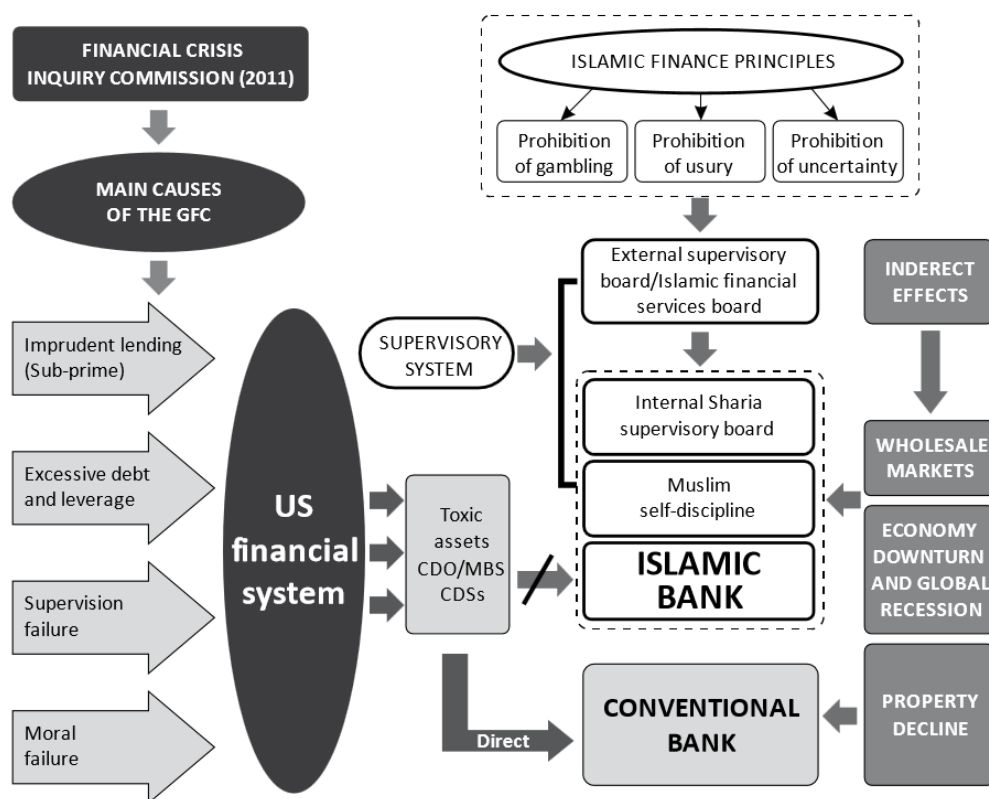 FINANCIAL CRISIS
INQUIRY COMMISSION (2011)
MAIN CAUSES
OF THE GFC
Imprudent lending
(Sub-prime)
Excessive debt
and leverage
Supervision
failure
Moral
failure
US
financial
system
Toxic
assets
CDO/MBS
CDSs
Direct
ISLAMIC FINANCE PRINCIPLES
Prohibition
of gambling
Prohibition
of usury
Prohibition
of uncertainty
External supervisory
board/Islamic financial
services board
SUPERVISORY
SYSTEM
Internal Sharia
supervisory board
Muslim
self-discipline
ISLAMIC
BANK
CONVENTIONAL
BANK
INDERECT
EFFECTS
WHOLESALE
MARKETS
ECONOMY
DOWNTURN
AND GLOBAL
RECESSION
PROPERTY
DECLINE